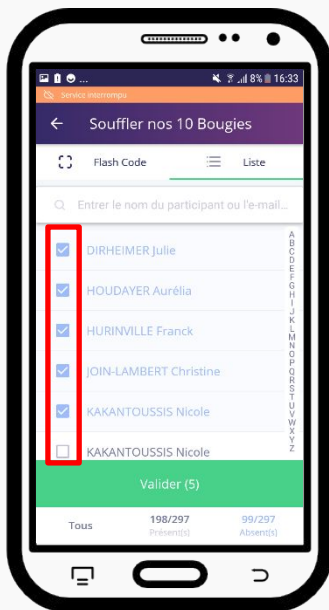 ... 8% 16:33
Service interrompu
Souffler nos 10 Bougies
Flash Code Liste
Entrer le nom du participant ou l'e-mail...
DIRHEIMER Julie
HOUDAYER Aurélia
HURINVILLE Franck
JOIN-LAMBERT Christine
KAKANTOUSSIS Nicole
KAKANTOUSSIS Nicole
A
B
C
D
E
F
G
H
I
J
K
L
M
N
O
P
Q
R
S
T
U
V
W
X
Y
Z
Valider (5)
Tous 198/297 99/297
Présent(s) Absent(s)